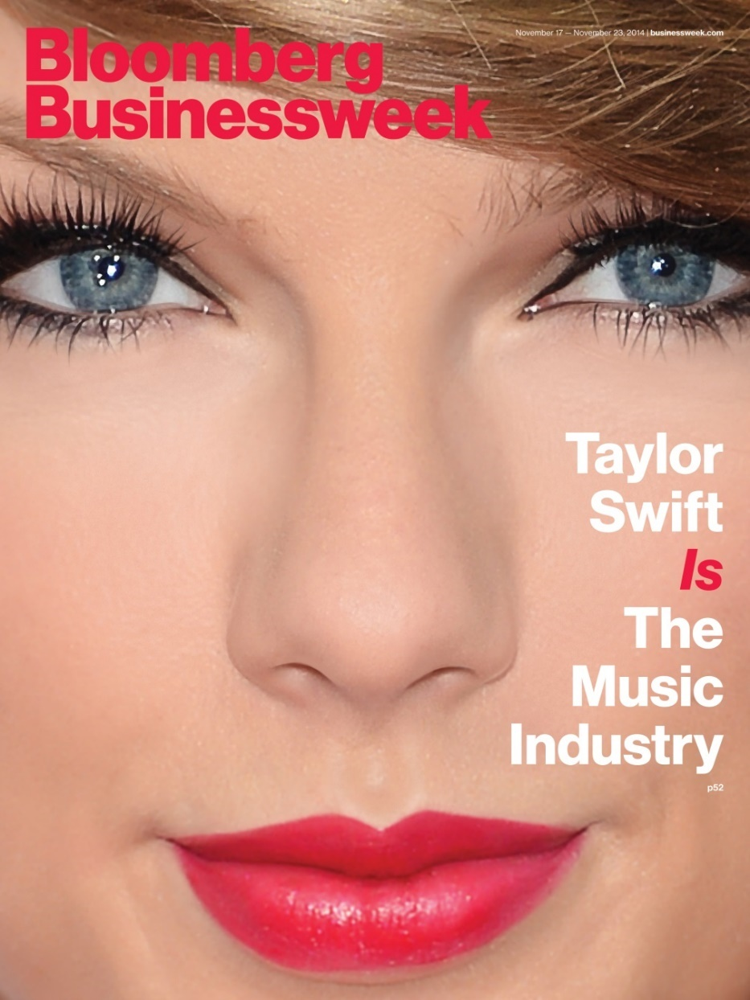 November 17 — November 23, 2014 | businessweek.com
Bloomberg
Businessweek
Taylor
Swift
Is
The
Music
Industry
p52